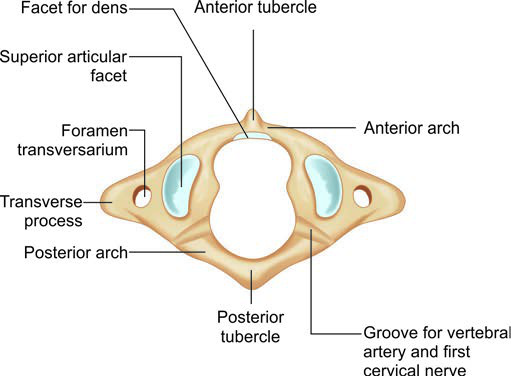 Facet for dens
Anterior tubercle
Superior articular
facet
Anterior arch
Foramen
transversarium
Transverse
process
Posterior arch
Posterior
tubercle
Groove for vertebral
artery and first
cervical nerve